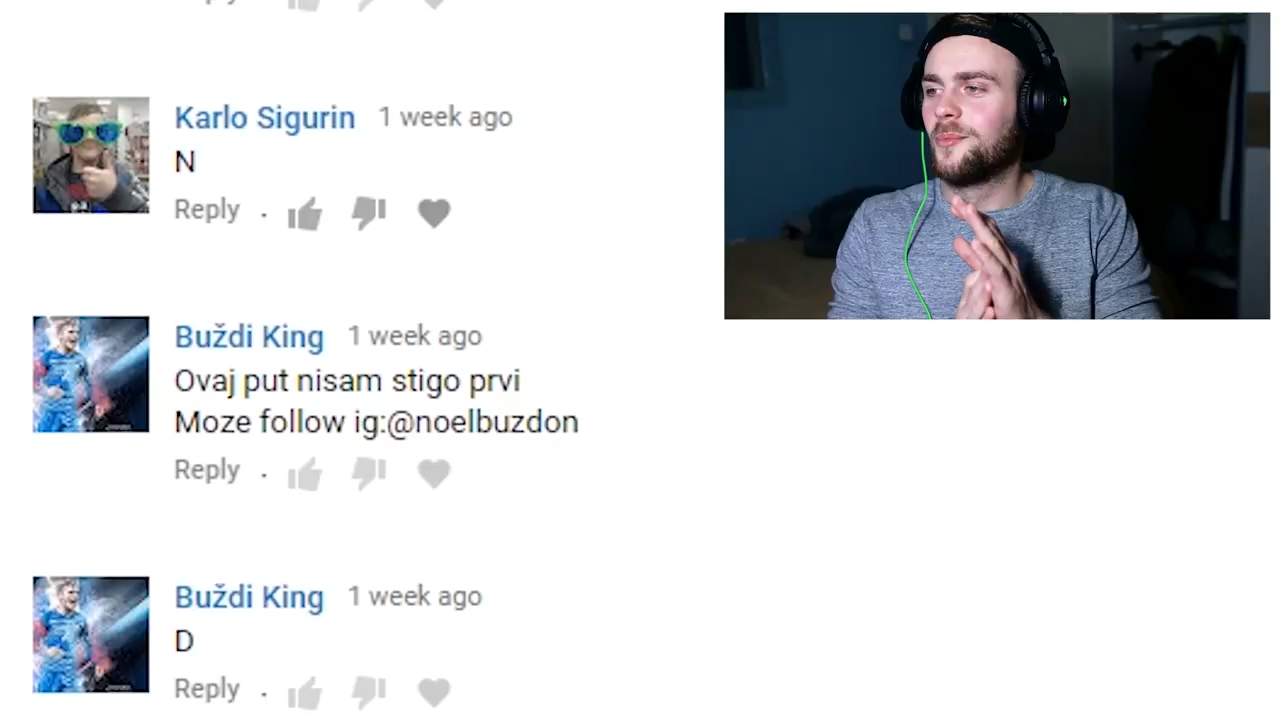 Karlo Sigurin 1 week ago
N
Reply .
Buždi King 1 week ago
Ovaj put nisam stigo prvi
Moze follow ig:@noelbuzdon
Reply .
Buždi King 1 week ago
D
Reply .